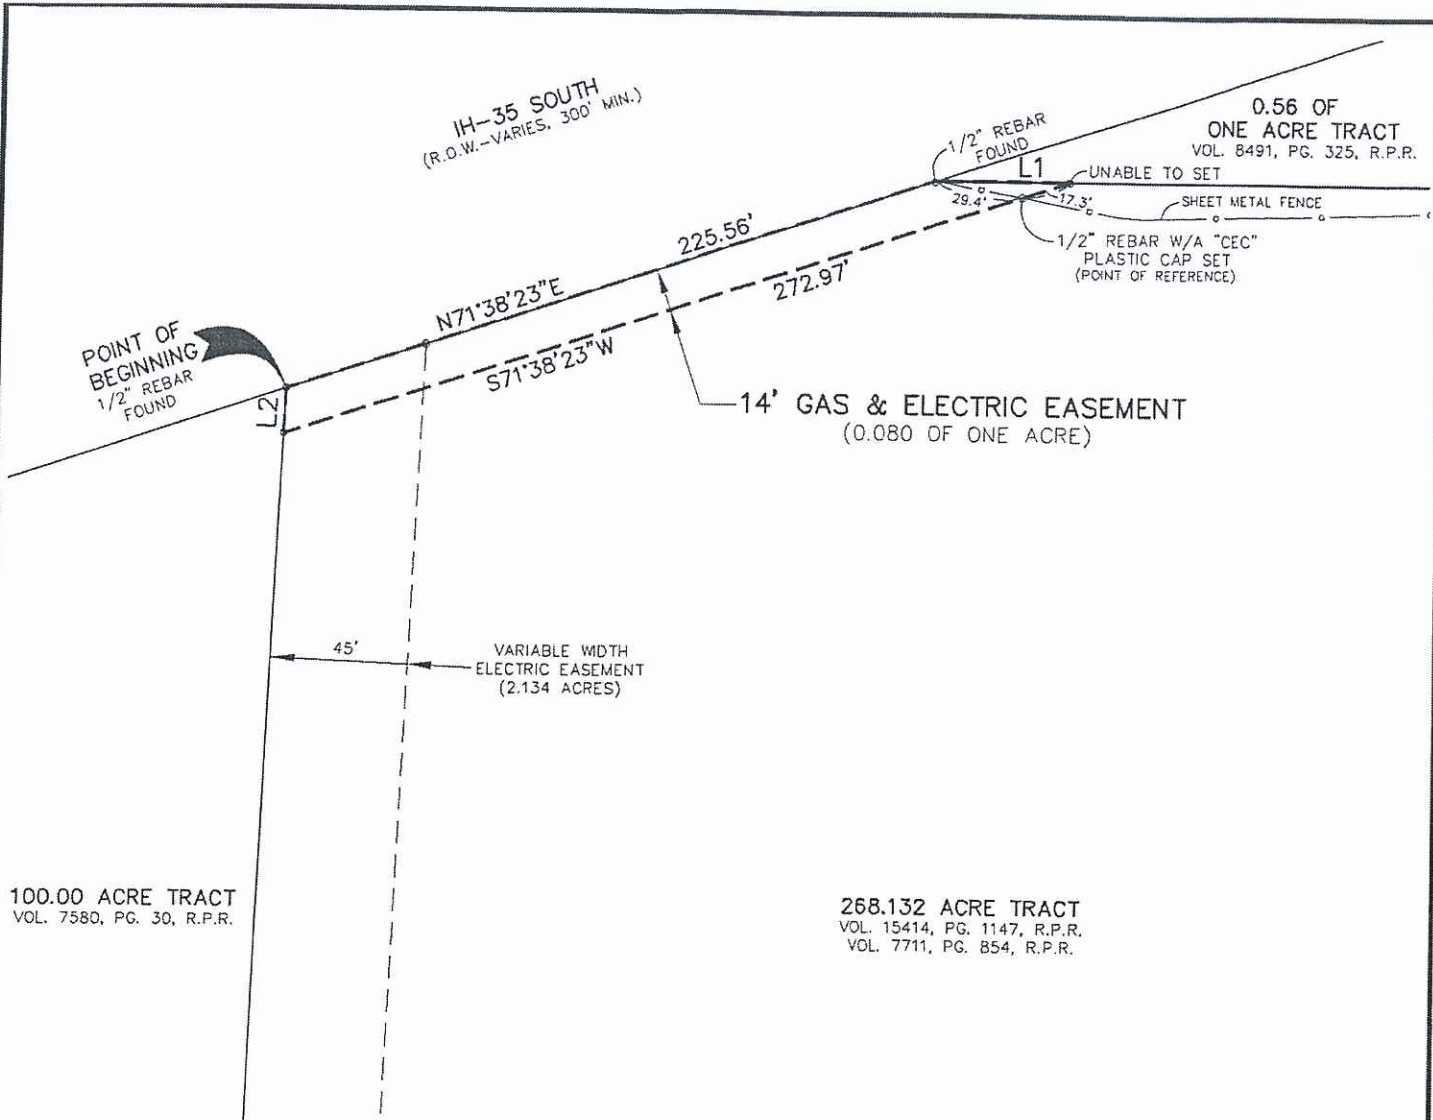 IH-35 SOUTH
(R.O.W.-VARIES, 300' MIN.)
0.56 OF
ONE ACRE TRACT
VOL. 8491, PG. 325, R.P.R.
1/2" REBAR
FOUND
L1
UNABLE TO SET
29.4'
17.3'
SHEET METAL FENCE
1/2" REBAR W/A "CEC"
PLASTIC CAP SET
(POINT OF REFERENCE)
225.56'
N71°38'23"E
272.97'
S71°38'23"W
POINT OF
BEGINNING
1/2" REBAR
FOUND
L2
14' GAS & ELECTRIC EASEMENT
(0.080 OF ONE ACRE)
45'
VARIABLE WIDTH
ELECTRIC EASEMENT
(2.134 ACRES)
100.00 ACRE TRACT
VOL. 7580, PG. 30, R.P.R.
268.132 ACRE TRACT
VOL. 15414, PG. 1147, R.P.R.
VOL. 7711, PG. 854, R.P.R.